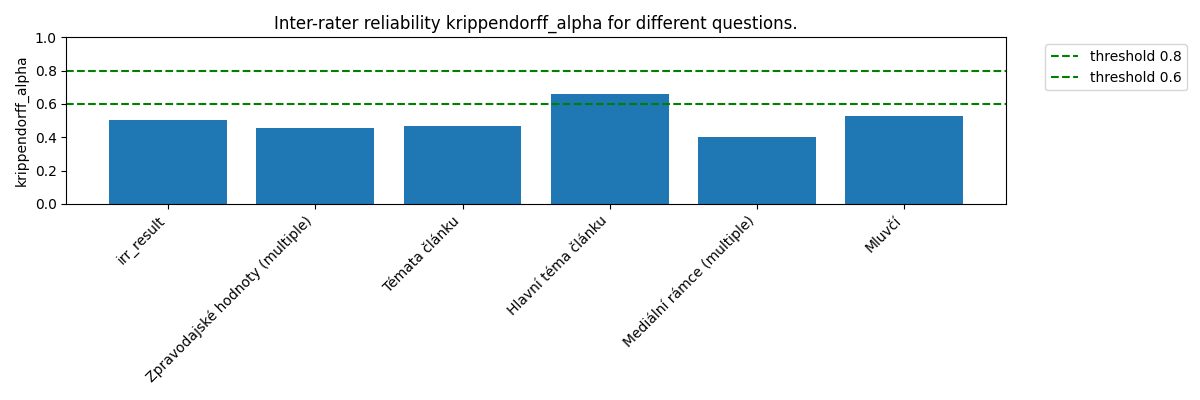 Inter-rater reliability krippendorff_alpha for different questions.
krippendorff_alpha
1.0
0.8
0.6
0.4
0.2
0.0
irr_result
Zpravodajské hodnoty (multiple)
Témata článku
Hlavní téma článku
Mediální rámce (multiple)
Mluvčí
threshold 0.8
threshold 0.6